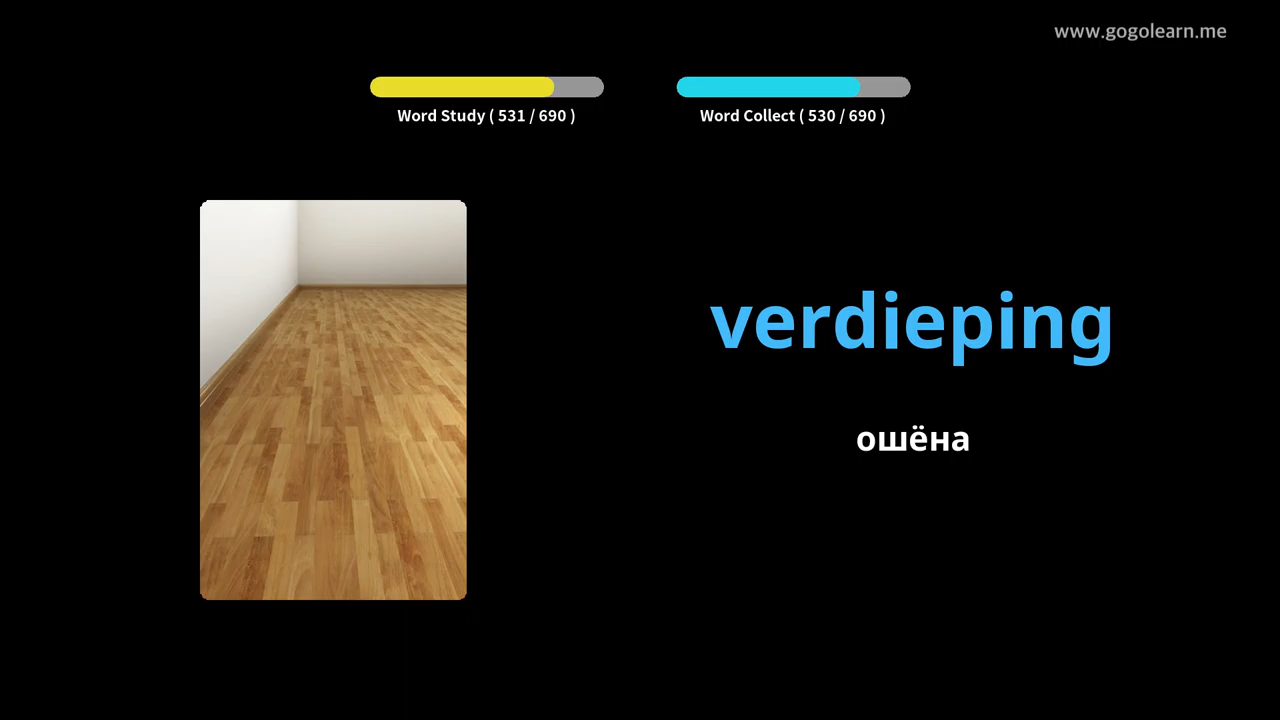 www.gogolearn.me
Word Study ( 531 / 690 )
Word Collect ( 530 / 690 )
verdieping
ошёна